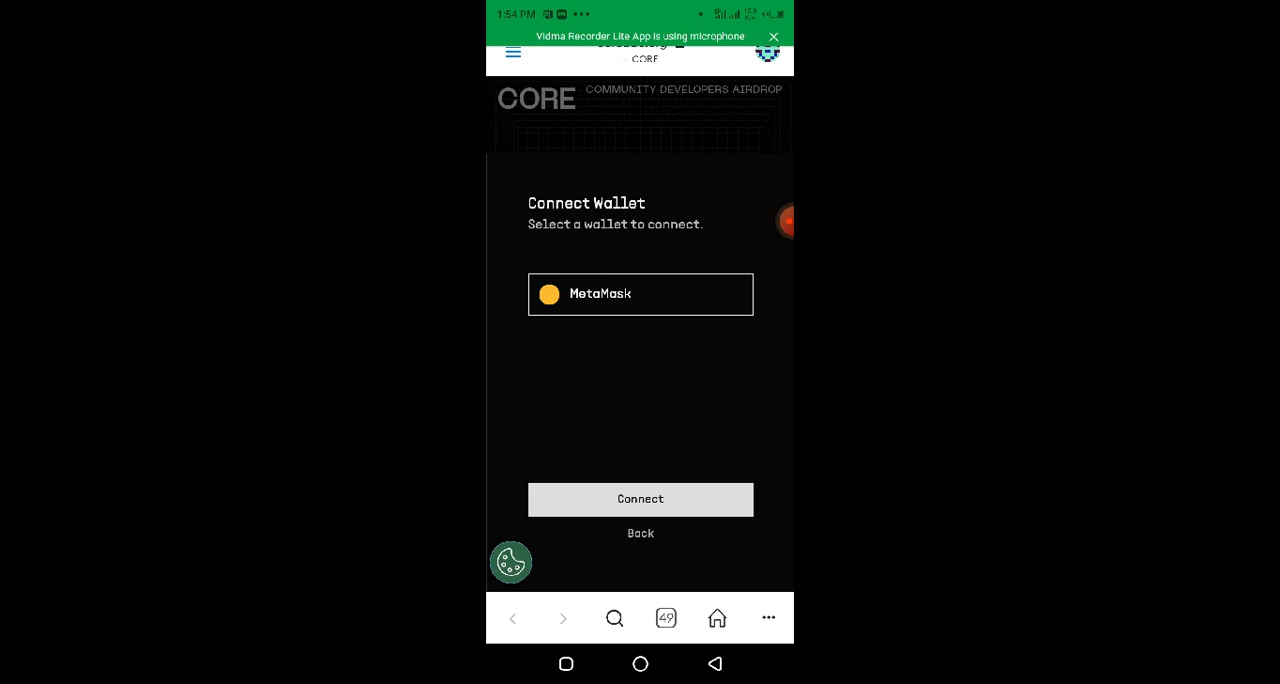 1:54 PM
Vidma Recorder Lite App is using microphone
CORE
CORE
COMMUNITY DEVELOPERS AIRDROP
Connect Wallet
Select a wallet to connect.
MetaMask
Connect
Back
49